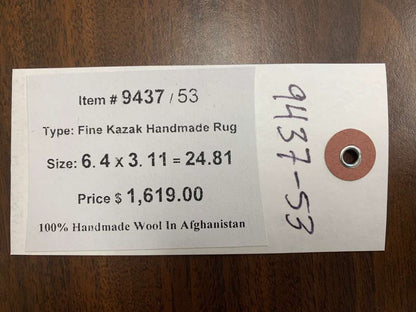 Item # 9437 / 53
Type: Fine Kazak Handmade Rug
Size: 6. 4 x 3. 11 = 24.81
Price $ 1,619.00
100% Handmade Wool In Afghanistan
9437-53